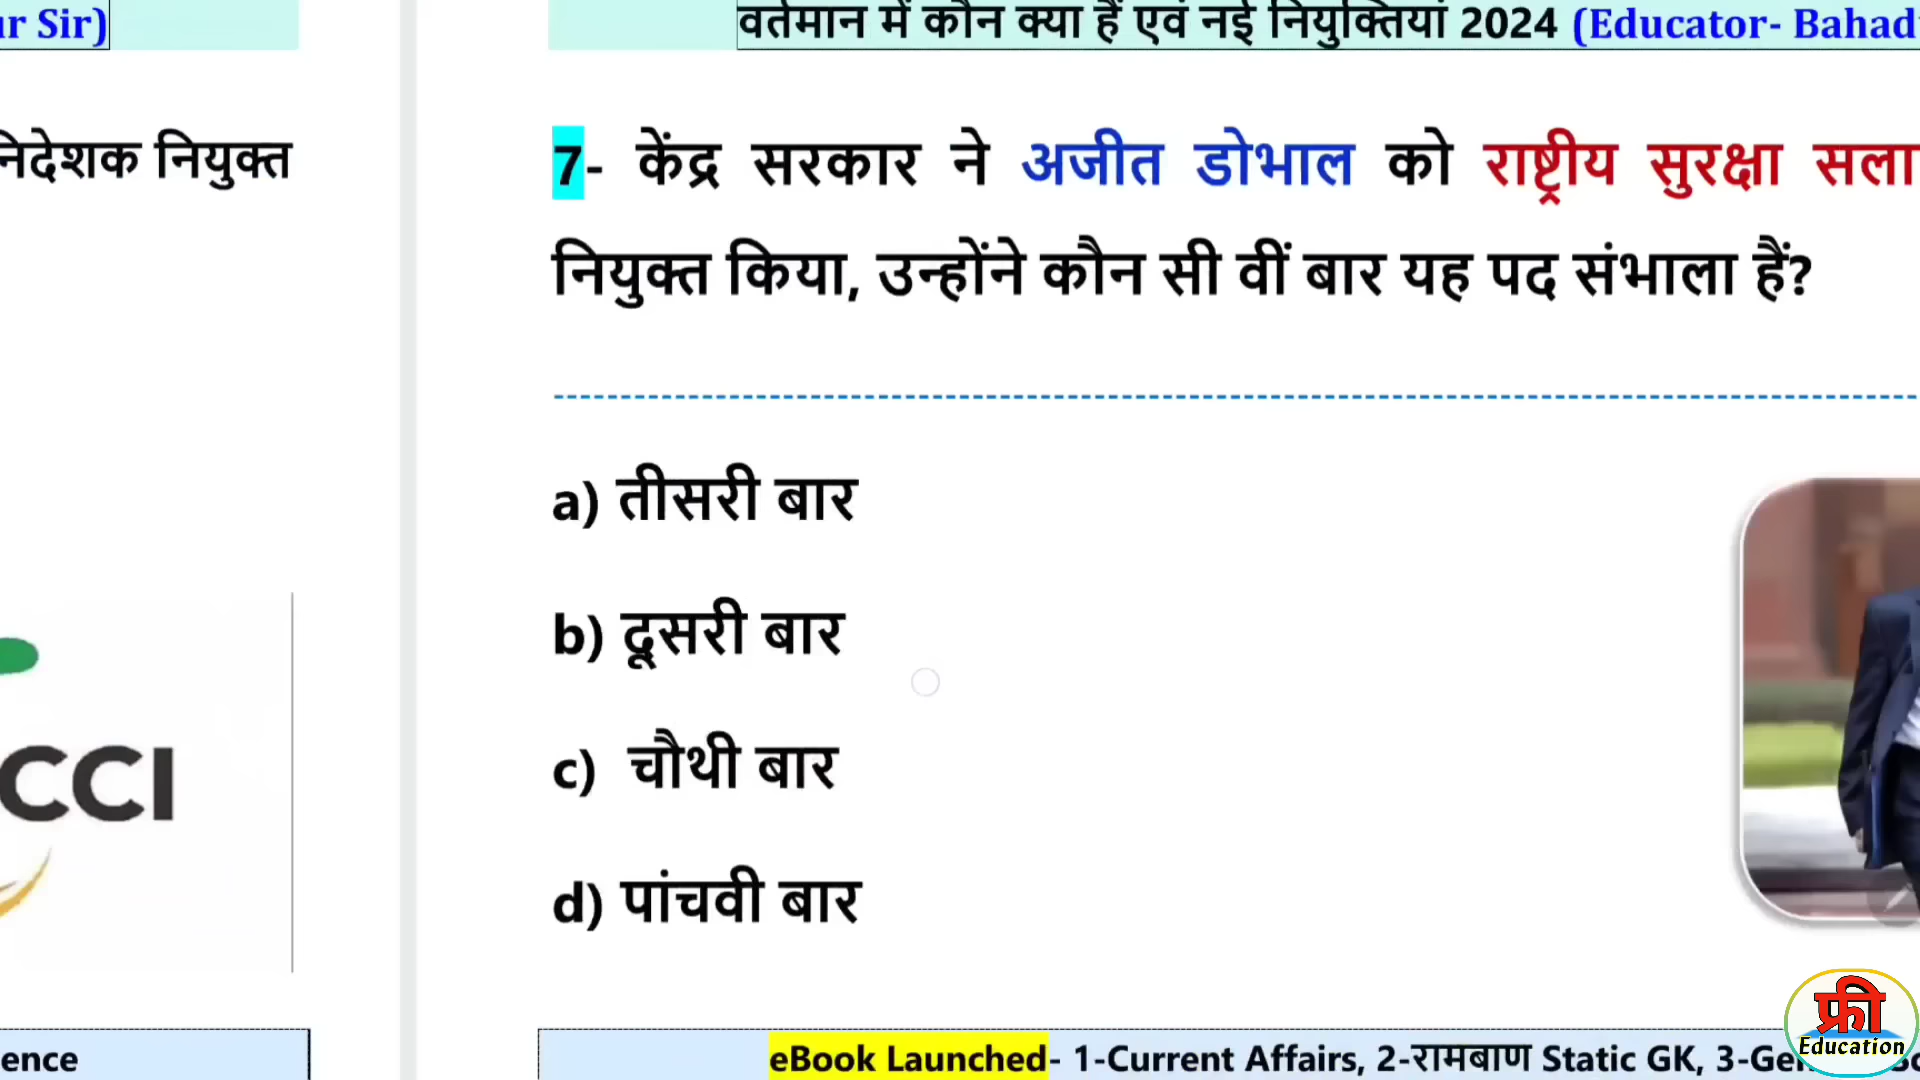 ur Sir)
निदेशक नियुक्त
CCI
ence
वर्तमान में कौन क्या हैं एवं नई नियुक्तियां 2024 (Educator- Bahad
7- केंद्र सरकार ने अजीत डोभाल को राष्ट्रीय सुरक्षा सला
नियुक्त किया, उन्होंने कौन सी वीं बार यह पद संभाला हैं?
a) तीसरी बार
b) दूसरी बार
c) चौथी बार
d) पांचवी बार
eBook Launched- 1-Current Affairs, 2-रामबाण Static GK, 3-Ge
फ्री
Education